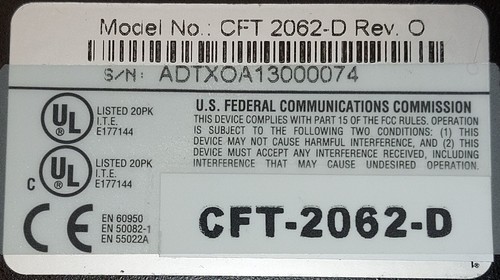 Model No.: CFT 2062-D Rev. O
S/N: ADTXOA13000074
UL
®
LISTED 20PK
I.T.E.
E177144
C UL
®
LISTED 20PK
I.T.E.
E177144
CE
EN 60950
EN 50082-1
EN 55022A
U.S. FEDERAL COMMUNICATIONS COMMISSION
THIS DEVICE COMPLIES WITH PART 15 OF THE FCC RULES. OPERATION
IS SUBJECT TO THE FOLLOWING TWO CONDITIONS: (1) THIS
DEVICE MAY NOT CAUSE HARMFUL INTERFERENCE, AND (2) THIS
DEVICE MUST ACCEPT ANY INTERFERENCE RECEIVED, INCLUDING
INTERFERENCE THAT MAY CAUSE UNDESIRED OPERATION.
CFT-2062-D